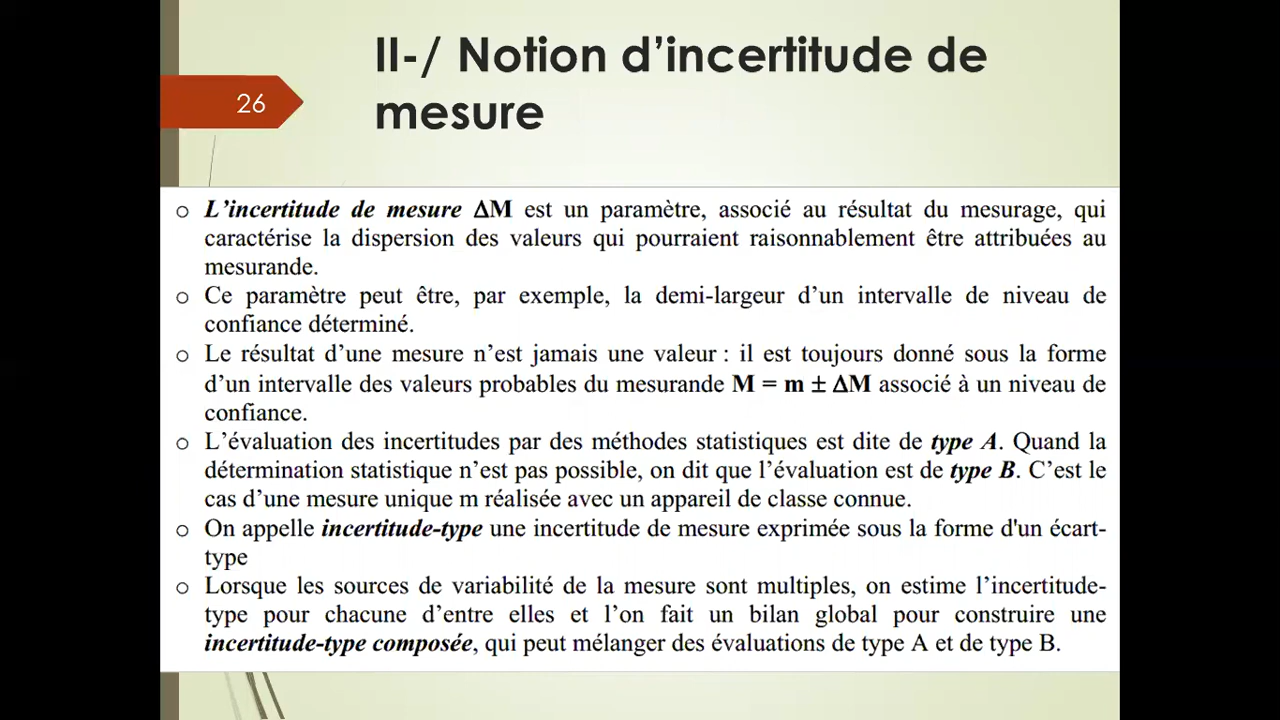 II-/ Notion d’incertitude de
mesure
26
o L’incertitude de mesure ΔM est un paramètre, associé au résultat du mesurage, qui
caractérise la dispersion des valeurs qui pourraient raisonnablement être attribuées au
mesurande.
o Ce paramètre peut être, par exemple, la demi-largeur d’un intervalle de niveau de
confiance déterminé.
o Le résultat d’une mesure n’est jamais une valeur : il est toujours donné sous la forme
d’un intervalle des valeurs probables du mesurande M = m ± ΔM associé à un niveau de
confiance.
o L’évaluation des incertitudes par des méthodes statistiques est dite de type A. Quand la
détermination statistique n’est pas possible, on dit que l’évaluation est de type B. C’est le
cas d’une mesure unique m réalisée avec un appareil de classe connue.
o On appelle incertitude-type une incertitude de mesure exprimée sous la forme d'un écart-
type
o Lorsque les sources de variabilité de la mesure sont multiples, on estime l’incertitude-
type pour chacune d’entre elles et l’on fait un bilan global pour construire une
incertitude-type composée, qui peut mélanger des évaluations de type A et de type B.